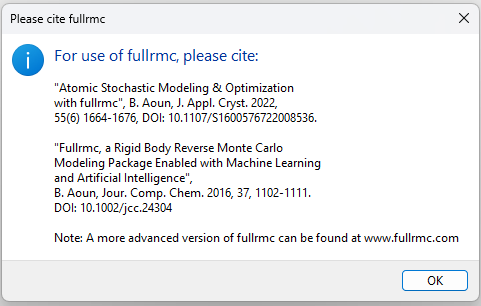 Please cite fullrmc
For use of fullrmc, please cite:
"Atomic Stochastic Modeling & Optimization
with fullrmc", B. Aoun, J. Appl. Cryst. 2022,
55(6) 1664-1676, DOI: 10.1107/S1600576722008536.
"Fullrmc, a Rigid Body Reverse Monte Carlo
Modeling Package Enabled with Machine Learning
and Artificial Intelligence",
B. Aoun, Jour. Comp. Chem. 2016, 37, 1102-1111.
DOI: 10.1002/jcc.24304
Note: A more advanced version of fullrmc can be found at www.fullrmc.com
OK